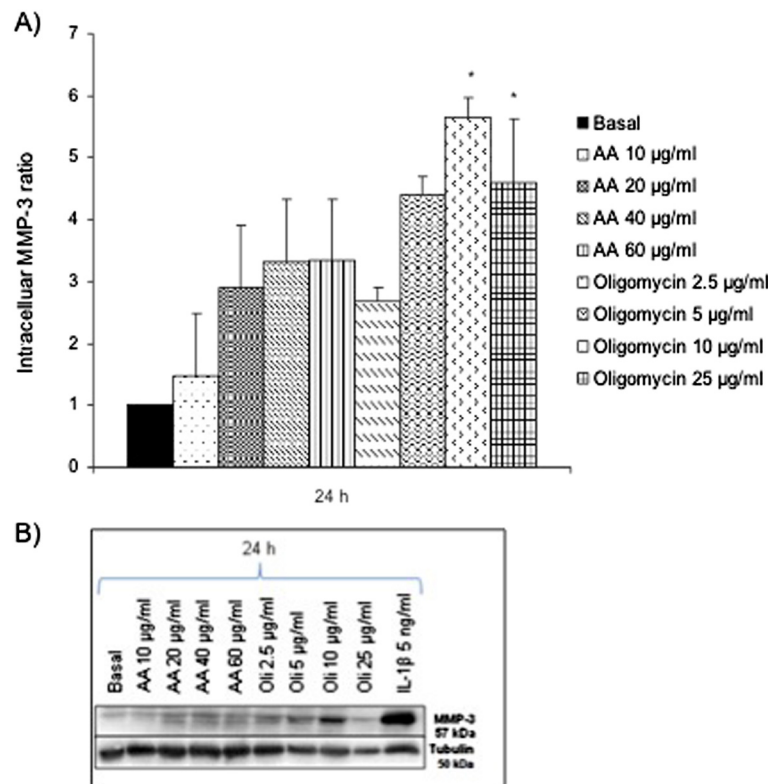 A)
7
6
5
4
3
2
1
0
Intracelluar MMP-3 ratio
*
*
24 h
Basal
AA 10 µg/ml
AA 20 µg/ml
AA 40 µg/ml
AA 60 µg/ml
Oligomycin 2.5 µg/ml
Oligomycin 5 µg/ml
Oligomycin 10 µg/ml
Oligomycin 25 µg/ml
B)
24 h
Basal
AA 10 µg/ml
AA 20 µg/ml
AA 40 µg/ml
AA 60 µg/ml
Oli 2.5 µg/ml
Oli 5 µg/ml
Oli 10 µg/ml
Oli 25 µg/ml
IL-1β 5 ng/ml
MMP-3
57 kDa
Tubulin
50 kDa